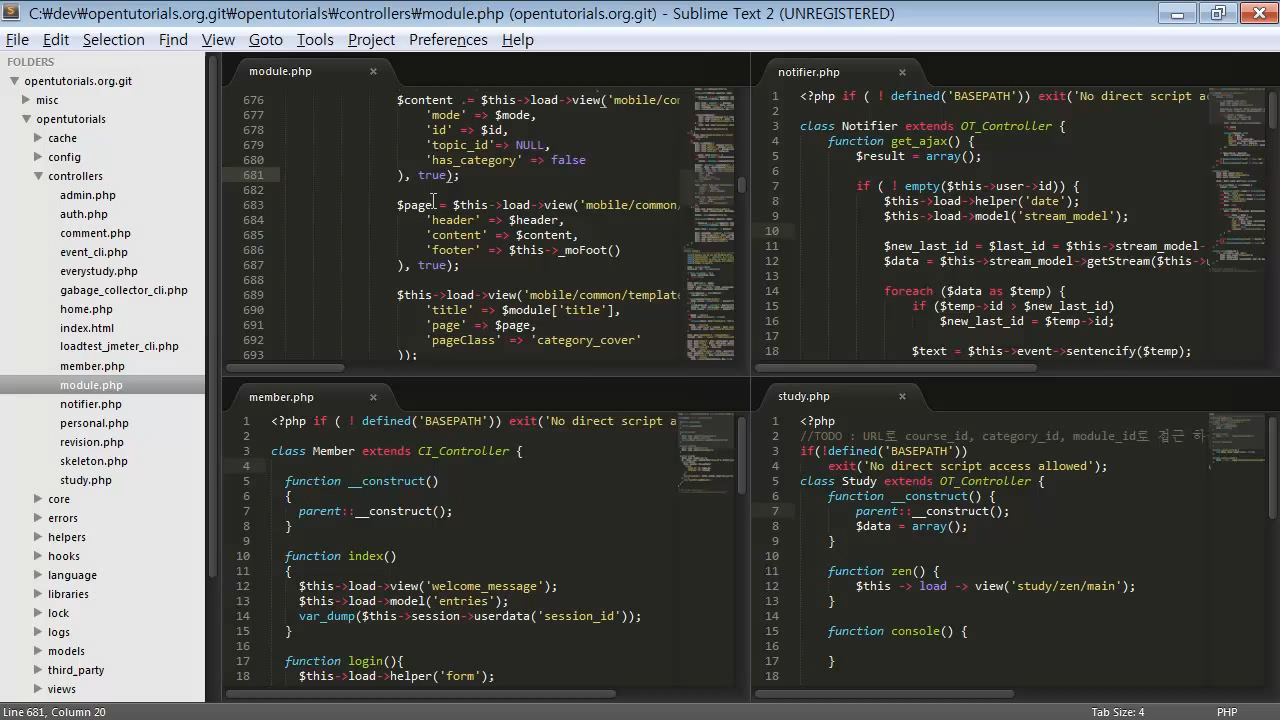 C:₩dev₩opentutorials.org.git₩opentutorials₩controllers₩module.php (opentutorials.org.git) - Sublime Text 2 (UNREGISTERED)
File Edit Selection Find View Goto Tools Project Preferences Help
FOLDERS
opentutorials.org.git
misc
opentutorials
cache
config
controllers
admin.php
auth.php
comment.php
event_cli.php
everystudy.php
gabage_collector_cli.php
home.php
index.html
loadtest_jmeter_cli.php
member.php
module.php
notifier.php
personal.php
revision.php
skeleton.php
study.php
core
errors
helpers
hooks
language
libraries
lock
logs
models
third_party
views
module.php
676 $content .= $this->load->view('mobile/co
677 'mode' => $mode,
678 'id' => $id,
679 'topic_id'=> NULL,
680 'has_category' => false
681 ), true);
682
683 $page = $this->load->view('mobile/common/
684 'header' => $header,
685 'content' => $content,
686 'footer' => $this->_moFoot()
687 ), true);
688
689 $this->load->view('mobile/common/template
690 'title' => $module['title'],
691 'page' => $page,
692 'pageClass' => 'category_cover'
693 ));
notifier.php
1 <?php if ( ! defined('BASEPATH')) exit('No direct script a
2
3 class Notifier extends OT_Controller {
4 function get_ajax() {
5 $result = array();
6
7 if ( ! empty($this->user->id)) {
8 $this->load->helper('date');
9 $this->load->model('stream_model');
10
11 $new_last_id = $last_id = $this->stream_model-
12 $data = $this->stream_model->getStream($this->
13
14 foreach ($data as $temp) {
15 if ($temp->id > $new_last_id)
16 $new_last_id = $temp->id;
17
18 $text = $this->event->sentencify($temp);
member.php
1 <?php if ( ! defined('BASEPATH')) exit('No direct script a
2
3 class Member extends CI_Controller {
4
5 function __construct()
6 {
7 parent::__construct();
8 }
9
10 function index()
11 {
12 $this->load->view('welcome_message');
13 $this->load->model('entries');
14 var_dump($this->session->userdata('session_id'));
15 }
16
17 function login(){
18 $this->load->helper('form');
study.php
1 <?php
2 //TODO : URL로 course_id, category_id, module_id로 접근 하
3 if(!defined('BASEPATH'))
4 exit('No direct script access allowed');
5 class Study extends OT_Controller {
6 function __construct() {
7 parent::__construct();
8 $data = array();
9 }
10
11 function zen() {
12 $this -> load -> view('study/zen/main');
13 }
14
15 function console() {
16
17 }
18
Line 681, Column 20 Tab Size: 4 PHP